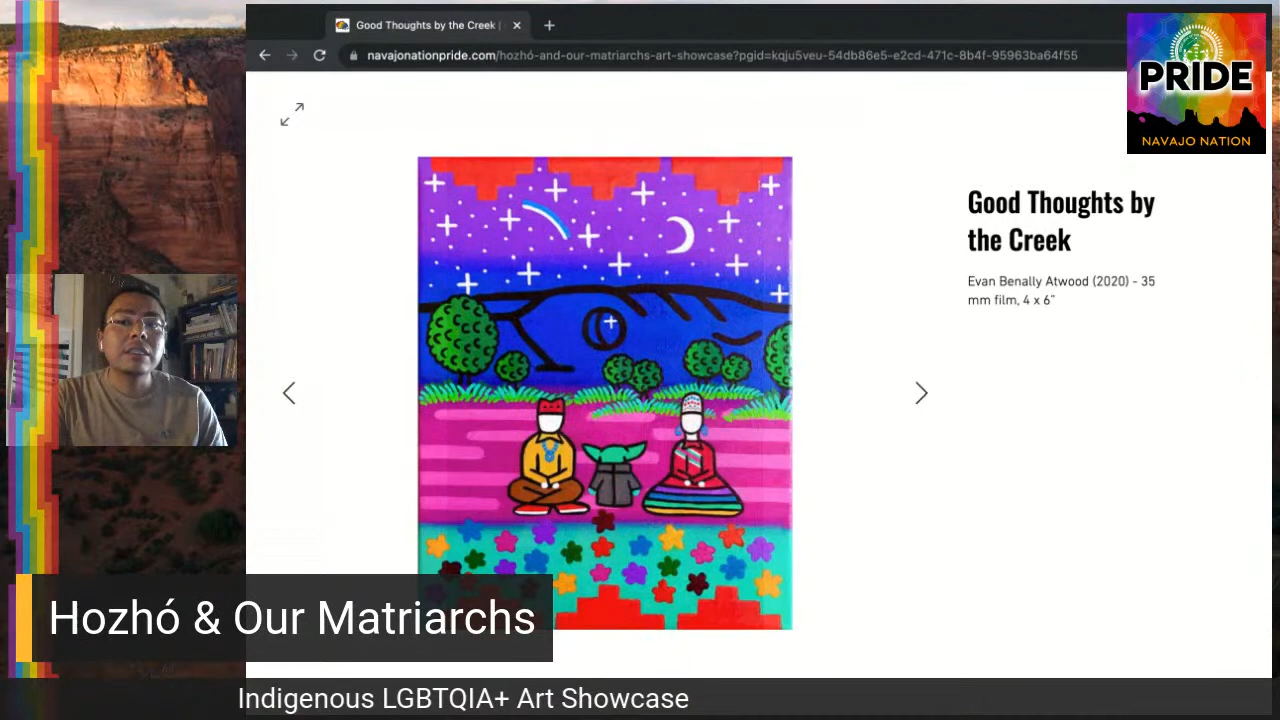 Good Thoughts by the Creek |
navajonationpride.com/hozhó-and-our-matriarchs-art-showcase?pgid=kqju5veu-54db86e5-e2cd-471c-8b4f-95963ba64f55
PRIDE
NAVAJO NATION
Good Thoughts by
the Creek
Evan Benally Atwood (2020) - 35
mm film, 4 x 6"
Hozhó & Our Matriarchs
Indigenous LGBTQIA+ Art Showcase